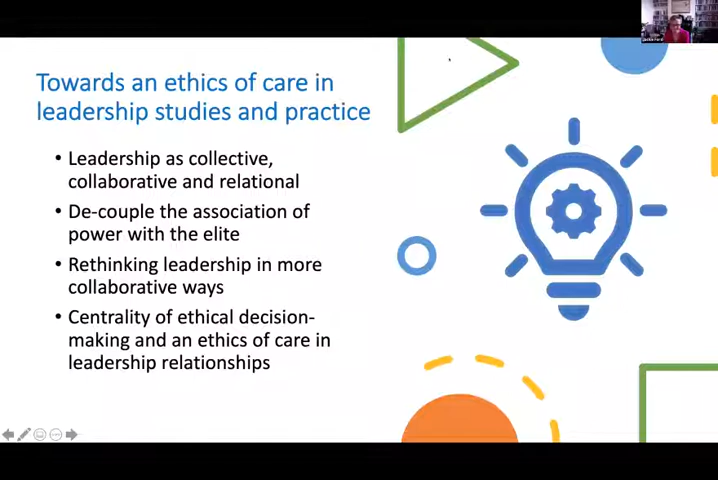 Towards an ethics of care in
leadership studies and practice
• Leadership as collective,
collaborative and relational
• De-couple the association of
power with the elite
• Rethinking leadership in more
collaborative ways
• Centrality of ethical decision-
making and an ethics of care in
leadership relationships